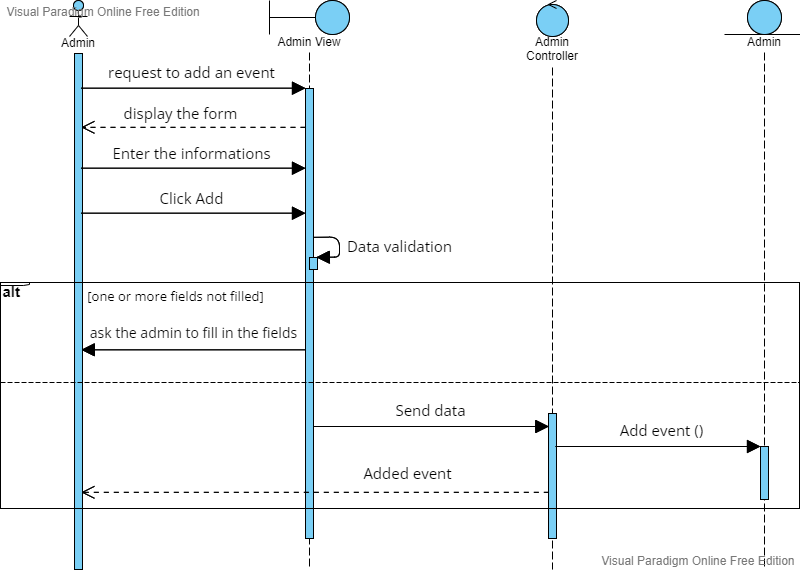 Visual Paradigm Online Free Edition
Admin
Admin View
Admin
Controller
Admin
request to add an event
display the form
Enter the informations
Click Add
Data validation
alt
[one or more fields not filled]
ask the admin to fill in the fields
Send data
Add event ()
Added event
Visual Paradigm Online Free Edition